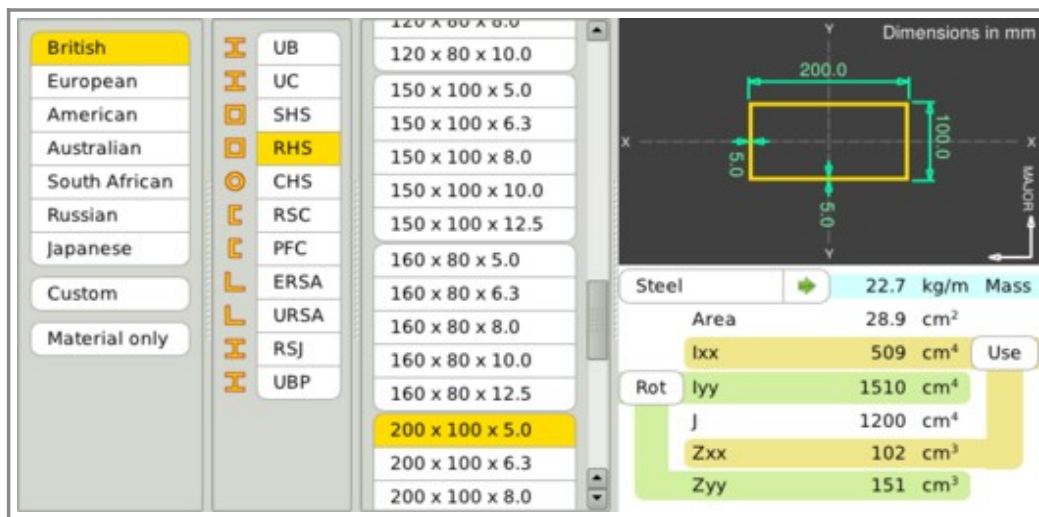 British
European
American
Australian
South African
Russian
Japanese
Custom
Material only
UB
UC
SHS
RHS
CHS
RSC
PFC
ERSA
URSA
RSJ
UBP
120 x 80 x 8.0
120 x 80 x 10.0
150 x 100 x 5.0
150 x 100 x 6.3
150 x 100 x 8.0
150 x 100 x 10.0
150 x 100 x 12.5
160 x 80 x 5.0
160 x 80 x 6.3
160 x 80 x 8.0
160 x 80 x 10.0
160 x 80 x 12.5
200 x 100 x 5.0
200 x 100 x 6.3
200 x 100 x 8.0
Y
Dimensions in mm
200.0
X
5.0
100.0
X
5.0
Y
MAJOR
Steel 22.7 kg/m Mass
Area 28.9 cm²
Ixx 509 cm⁴ Use
Rot Iyy 1510 cm⁴
J 1200 cm⁴
Zxx 102 cm³
Zyy 151 cm³